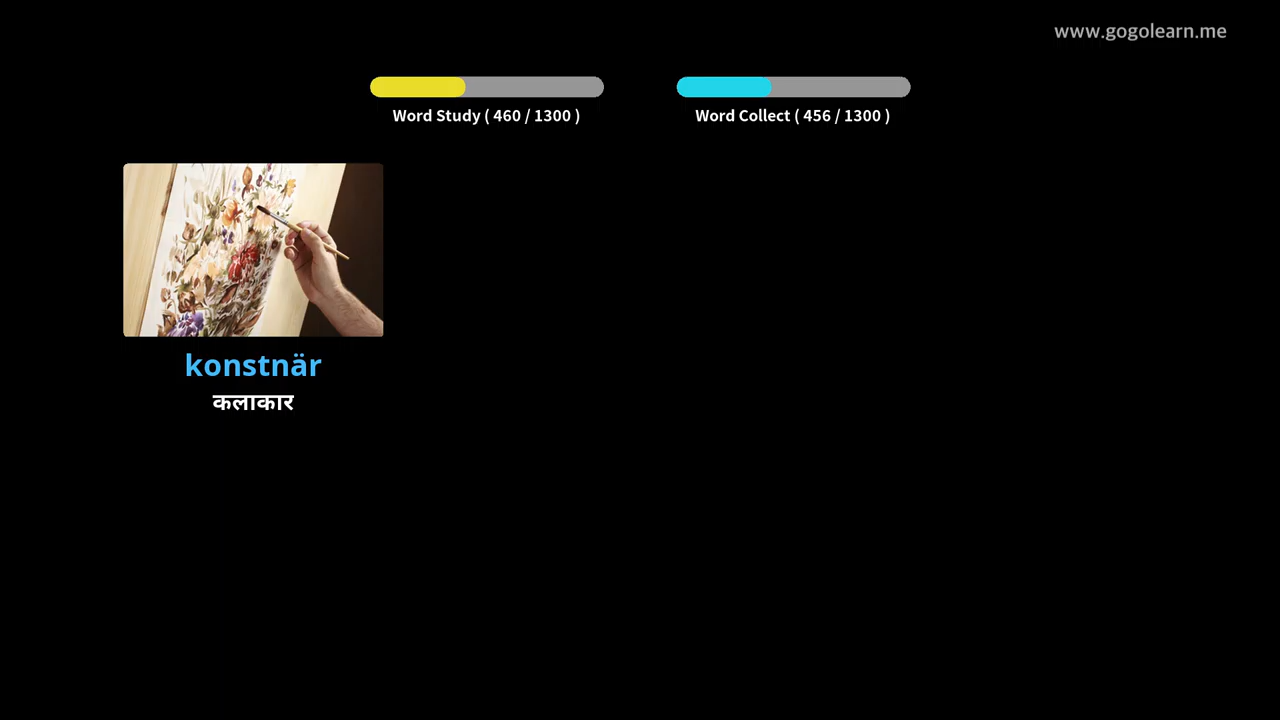 www.gogolearn.me
Word Study ( 460 / 1300 )
Word Collect ( 456 / 1300 )
konstnär
कलाकार